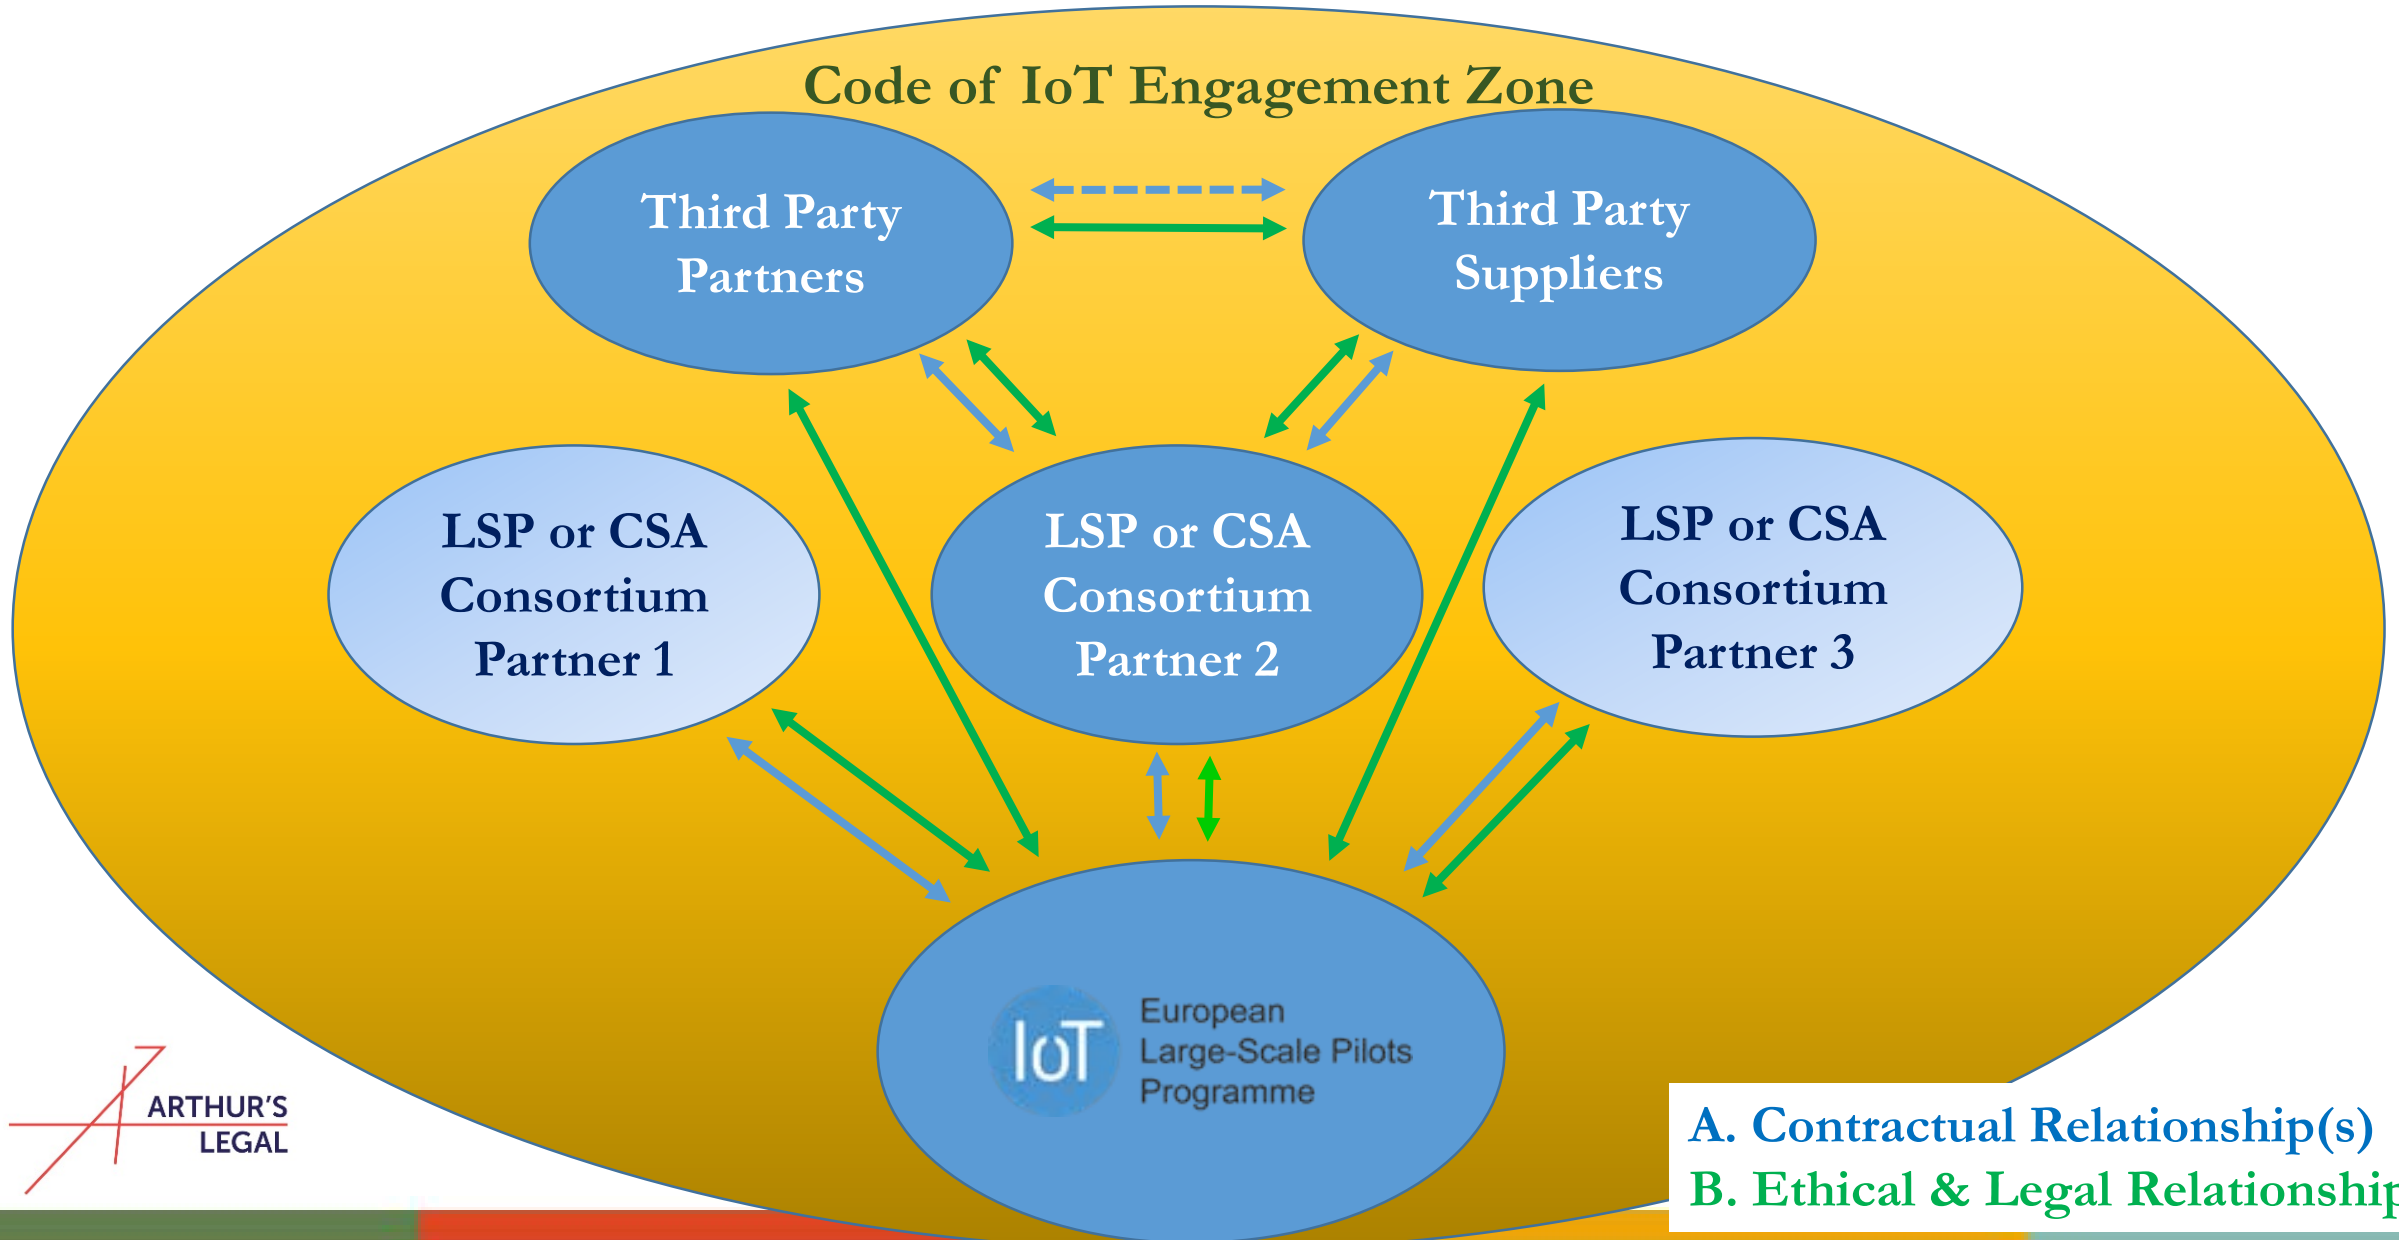 Code of IoT Engagement Zone
Third Party
Partners
Third Party
Suppliers
LSP or CSA
Consortium
Partner 1
LSP or CSA
Consortium
Partner 2
LSP or CSA
Consortium
Partner 3
IoT
European
Large-Scale Pilots
Programme
ARTHUR'S
LEGAL
A. Contractual Relationship(s)
B. Ethical & Legal Relationship